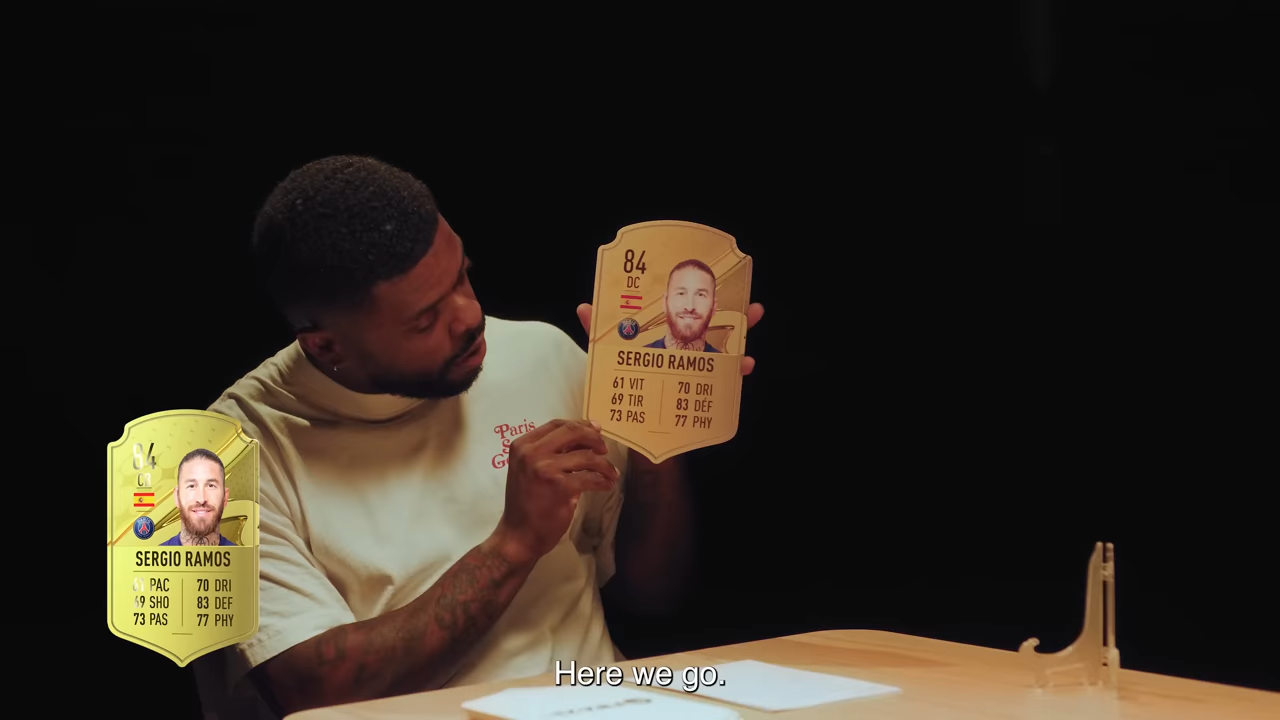 84
DC
SERGIO RAMOS
61 VIT
69 TIR
73 PAS
70 DRI
83 DÉF
77 PHY
Paris
84
SERGIO RAMOS
PAC
69 SHO
73 PAS
70 DRI
83 DEF
77 PHY
Here we go.